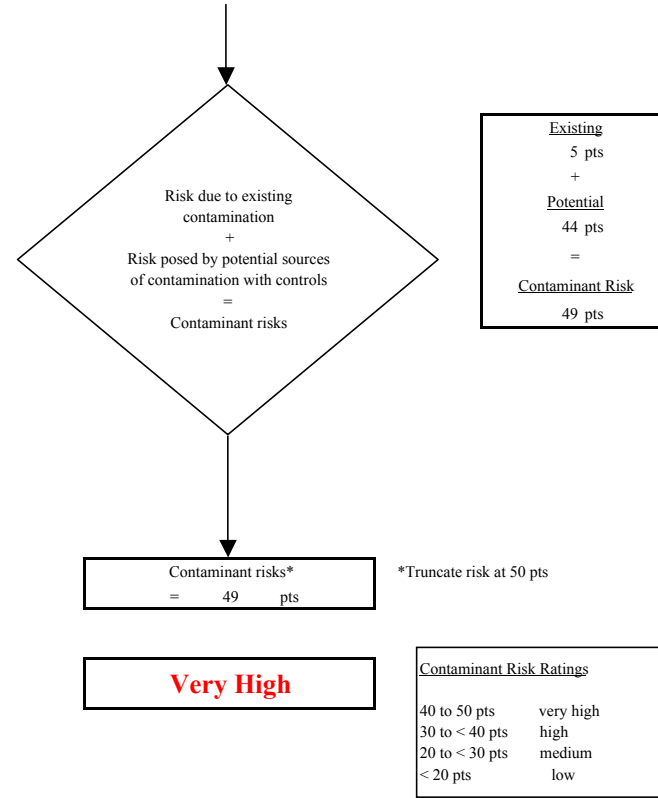 Risk due to existing
contamination
+
Risk posed by potential sources
of contamination with controls
=
Contaminant risks
Existing
5 pts
+
Potential
44 pts
=
Contaminant Risk
49 pts
Contaminant risks*
= 49 pts
*Truncate risk at 50 pts
Very High
Contaminant Risk Ratings
40 to 50 pts very high
30 to < 40 pts high
20 to < 30 pts medium
< 20 pts low